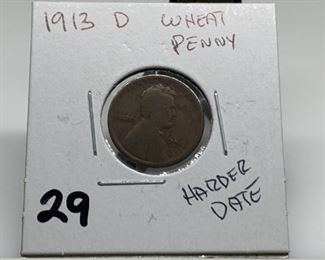 1913 D WHEAT
PENNY
29
HARDER
DATE